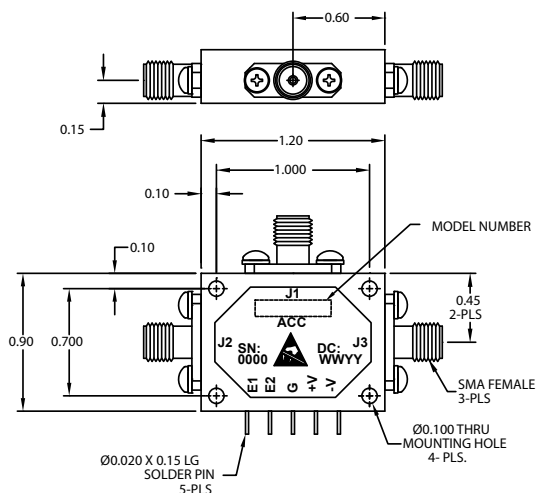 0.60
0.15
1.20
1.000
0.10
0.10
MODEL NUMBER
J1
ACC
0.45
2-PLS
0.90
0.700
J2
SN:
0000
DC:
WWYY
J3
E1
E2
G
+V
-V
SMA FEMALE
3-PLS
Ø0.100 THRU
MOUNTING HOLE
4- PLS.
Ø0.020 X 0.15 LG
SOLDER PIN
5-PLS